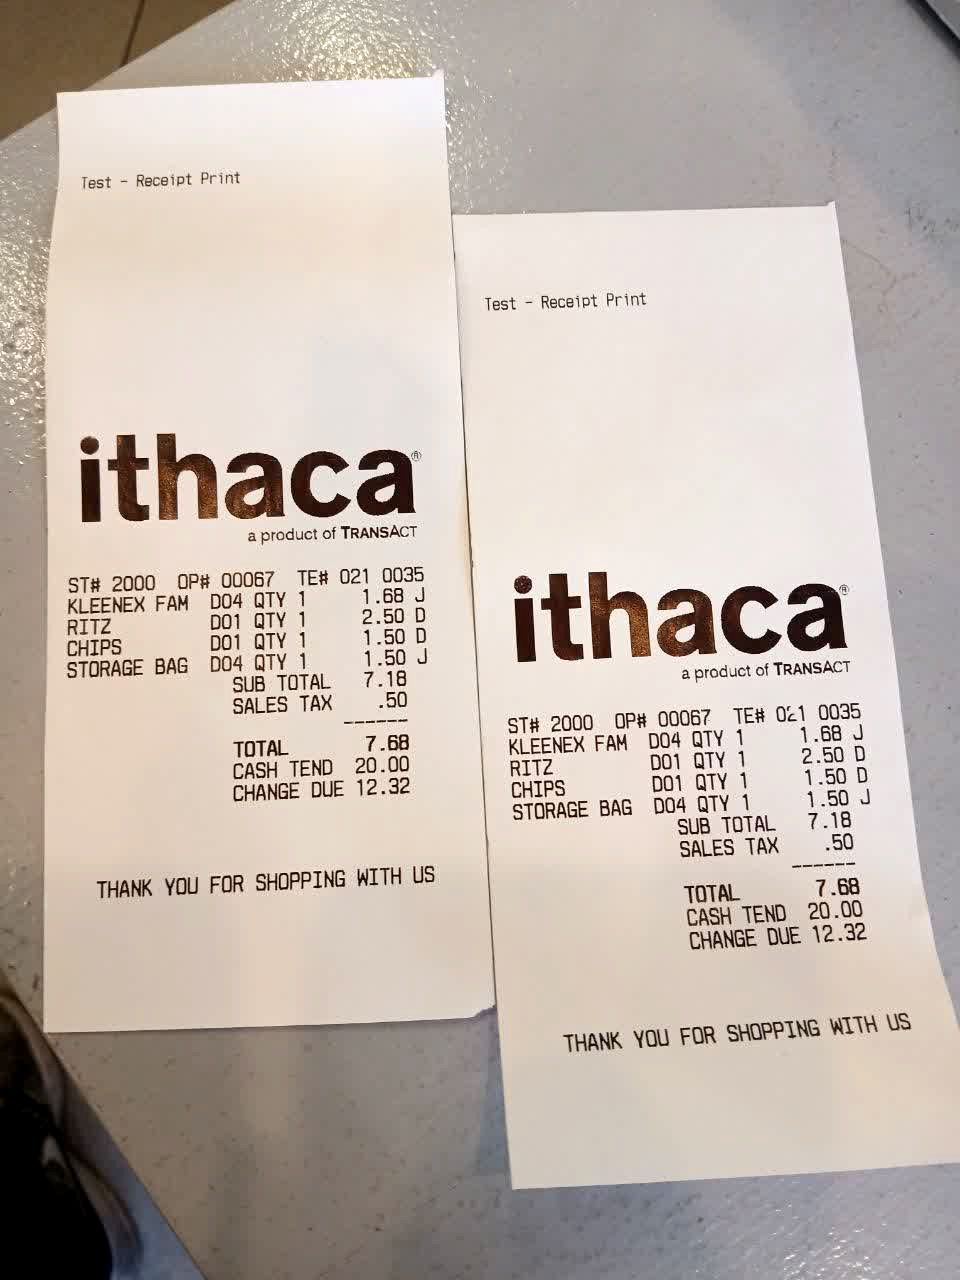 Test - Receipt Print
ithaca®
a product of TRANSACT
ST# 2000 OP# 00067 TE# 021 0035
KLEENEX FAM D04 QTY 1 1.68 J
RITZ D01 QTY 1 2.50 D
CHIPS D01 QTY 1 1.50 D
STORAGE BAG D04 QTY 1 1.50 J
SUB TOTAL 7.18
SALES TAX .50
------
TOTAL 7.68
CASH TEND 20.00
CHANGE DUE 12.32
THANK YOU FOR SHOPPING WITH US
Test - Receipt Print
ithaca®
a product of TRANSACT
ST# 2000 OP# 00067 TE# 021 0035
KLEENEX FAM D04 QTY 1 1.68 J
RITZ D01 QTY 1 2.50 D
CHIPS D01 QTY 1 1.50 D
STORAGE BAG D04 QTY 1 1.50 J
SUB TOTAL 7.18
SALES TAX .50
------
TOTAL 7.68
CASH TEND 20.00
CHANGE DUE 12.32
THANK YOU FOR SHOPPING WITH US